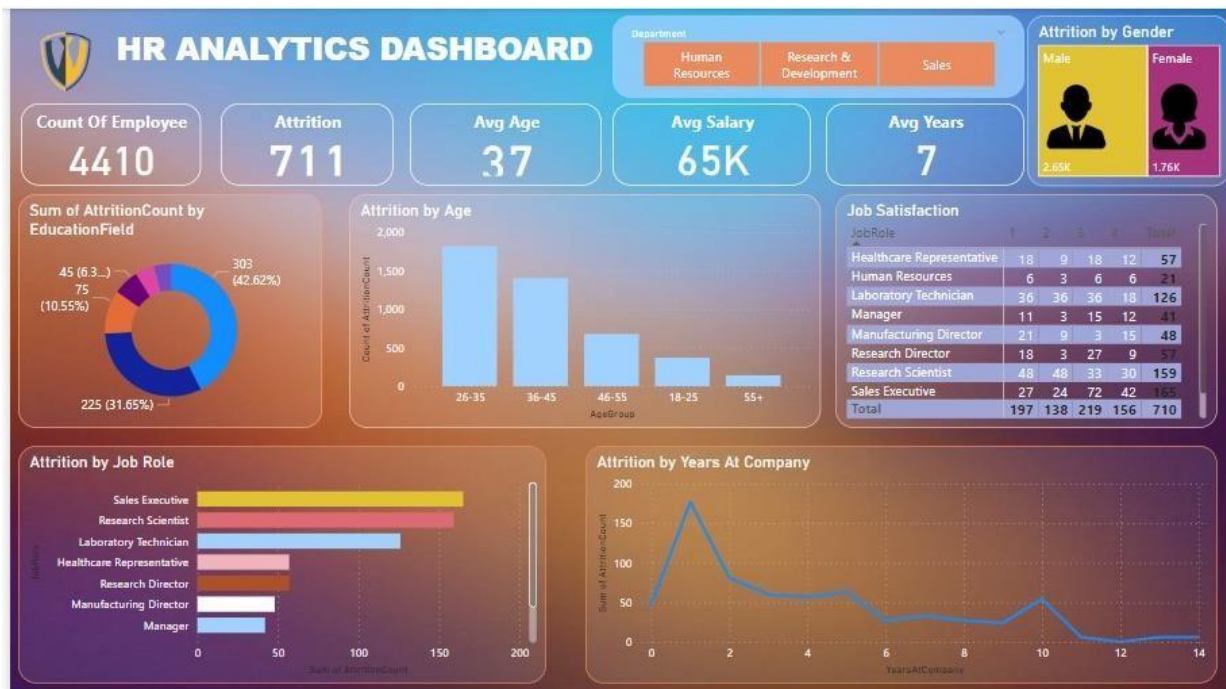 HR ANALYTICS DASHBOARD
Department
Human
Resources
Research &
Development
Sales
Attrition by Gender
Male
Female
2.65K
1.76K
Count Of Employee
4410
Attrition
711
Avg Age
37
Avg Salary
65K
Avg Years
7
Sum of AttritionCount by
EducationField
303
(42.62%)
45 (6.3...)
75
(10.55%)
225 (31.65%)
Attrition by Age
Count of AttritionCount
2,000
1,500
1,000
500
0
26-35 36-45 46-55 18-25 55+
AgeGroup
Job Satisfaction
JobRole 1 2 3 4 Total
Healthcare Representative 18 9 18 12 57
Human Resources 6 3 6 6 21
Laboratory Technician 36 36 36 18 126
Manager 11 3 15 12 41
Manufacturing Director 21 9 3 15 48
Research Director 18 3 27 9 57
Research Scientist 48 48 33 30 159
Sales Executive 27 24 72 42 165
Total 197 138 219 156 710
Attrition by Job Role
JobRole
Sales Executive
Research Scientist
Laboratory Technician
Healthcare Representative
Research Director
Manufacturing Director
Manager
0 50 100 150 200
Sum of AttritionCount
Attrition by Years At Company
Sum of AttritionCount
200
150
100
50
0
0 2 4 6 8 10 12 14
YearsAtCompany